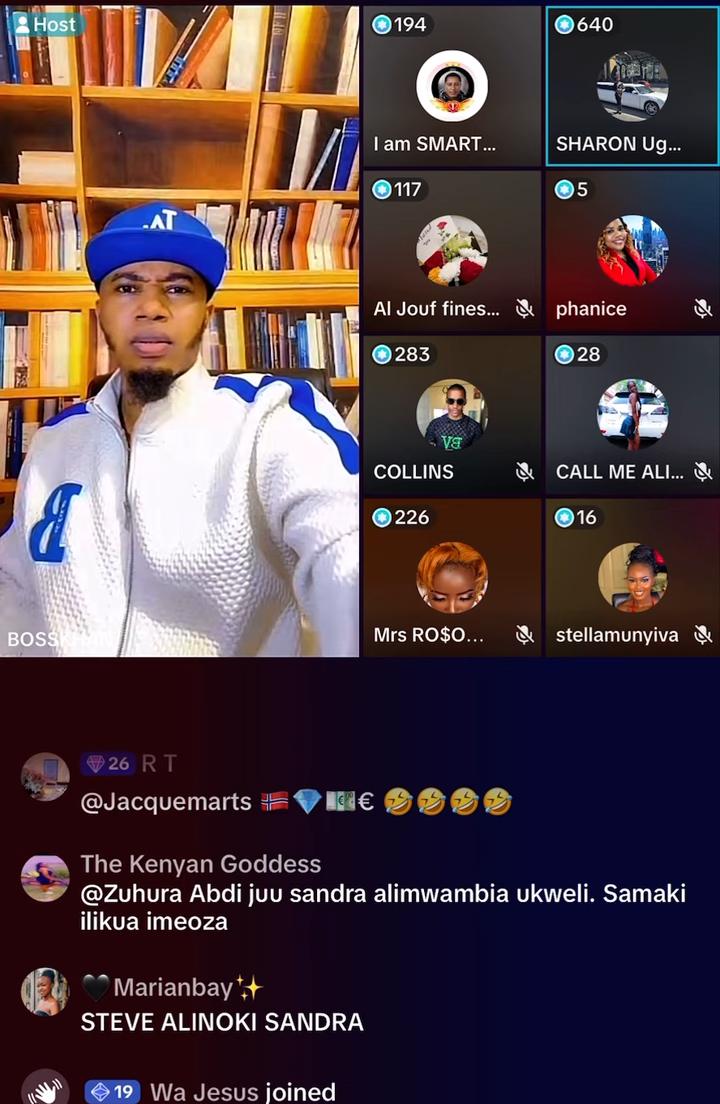 Host
194
I am SMART...
640
SHARON Ug...
117
Al Jouf fines...
5
phanice
283
COLLINS
28
CALL ME ALI...
226
Mrs RO$O...
16
stellamunyiva
BOSSKHAN
26 R T
@Jacquemarts 🇳🇴💎💶€ 🤣🤣🤣🤣
The Kenyan Goddess
@Zuhura Abdi juu sandra alimwambia ukweli. Samaki
ilikua imeoza
🖤Marianbay✨
STEVE ALINOKI SANDRA
19 Wa Jesus joined